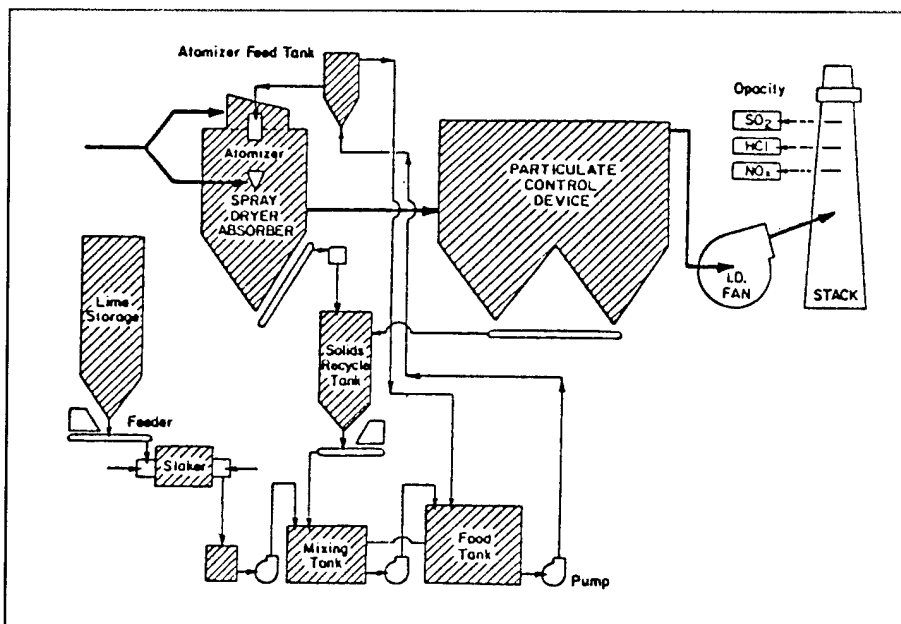 Atomizer Feed Tank
Opacity
SO2
HCl
NOx
Atomizer
SPRAY
DRYER
ABSORBER
PARTICULATE
CONTROL
DEVICE
I.D.
FAN
STACK
Lime
Storage
Solids
Recycle
Tank
Feeder
Slaker
Mixing
Tank
Food
Tank
Pump